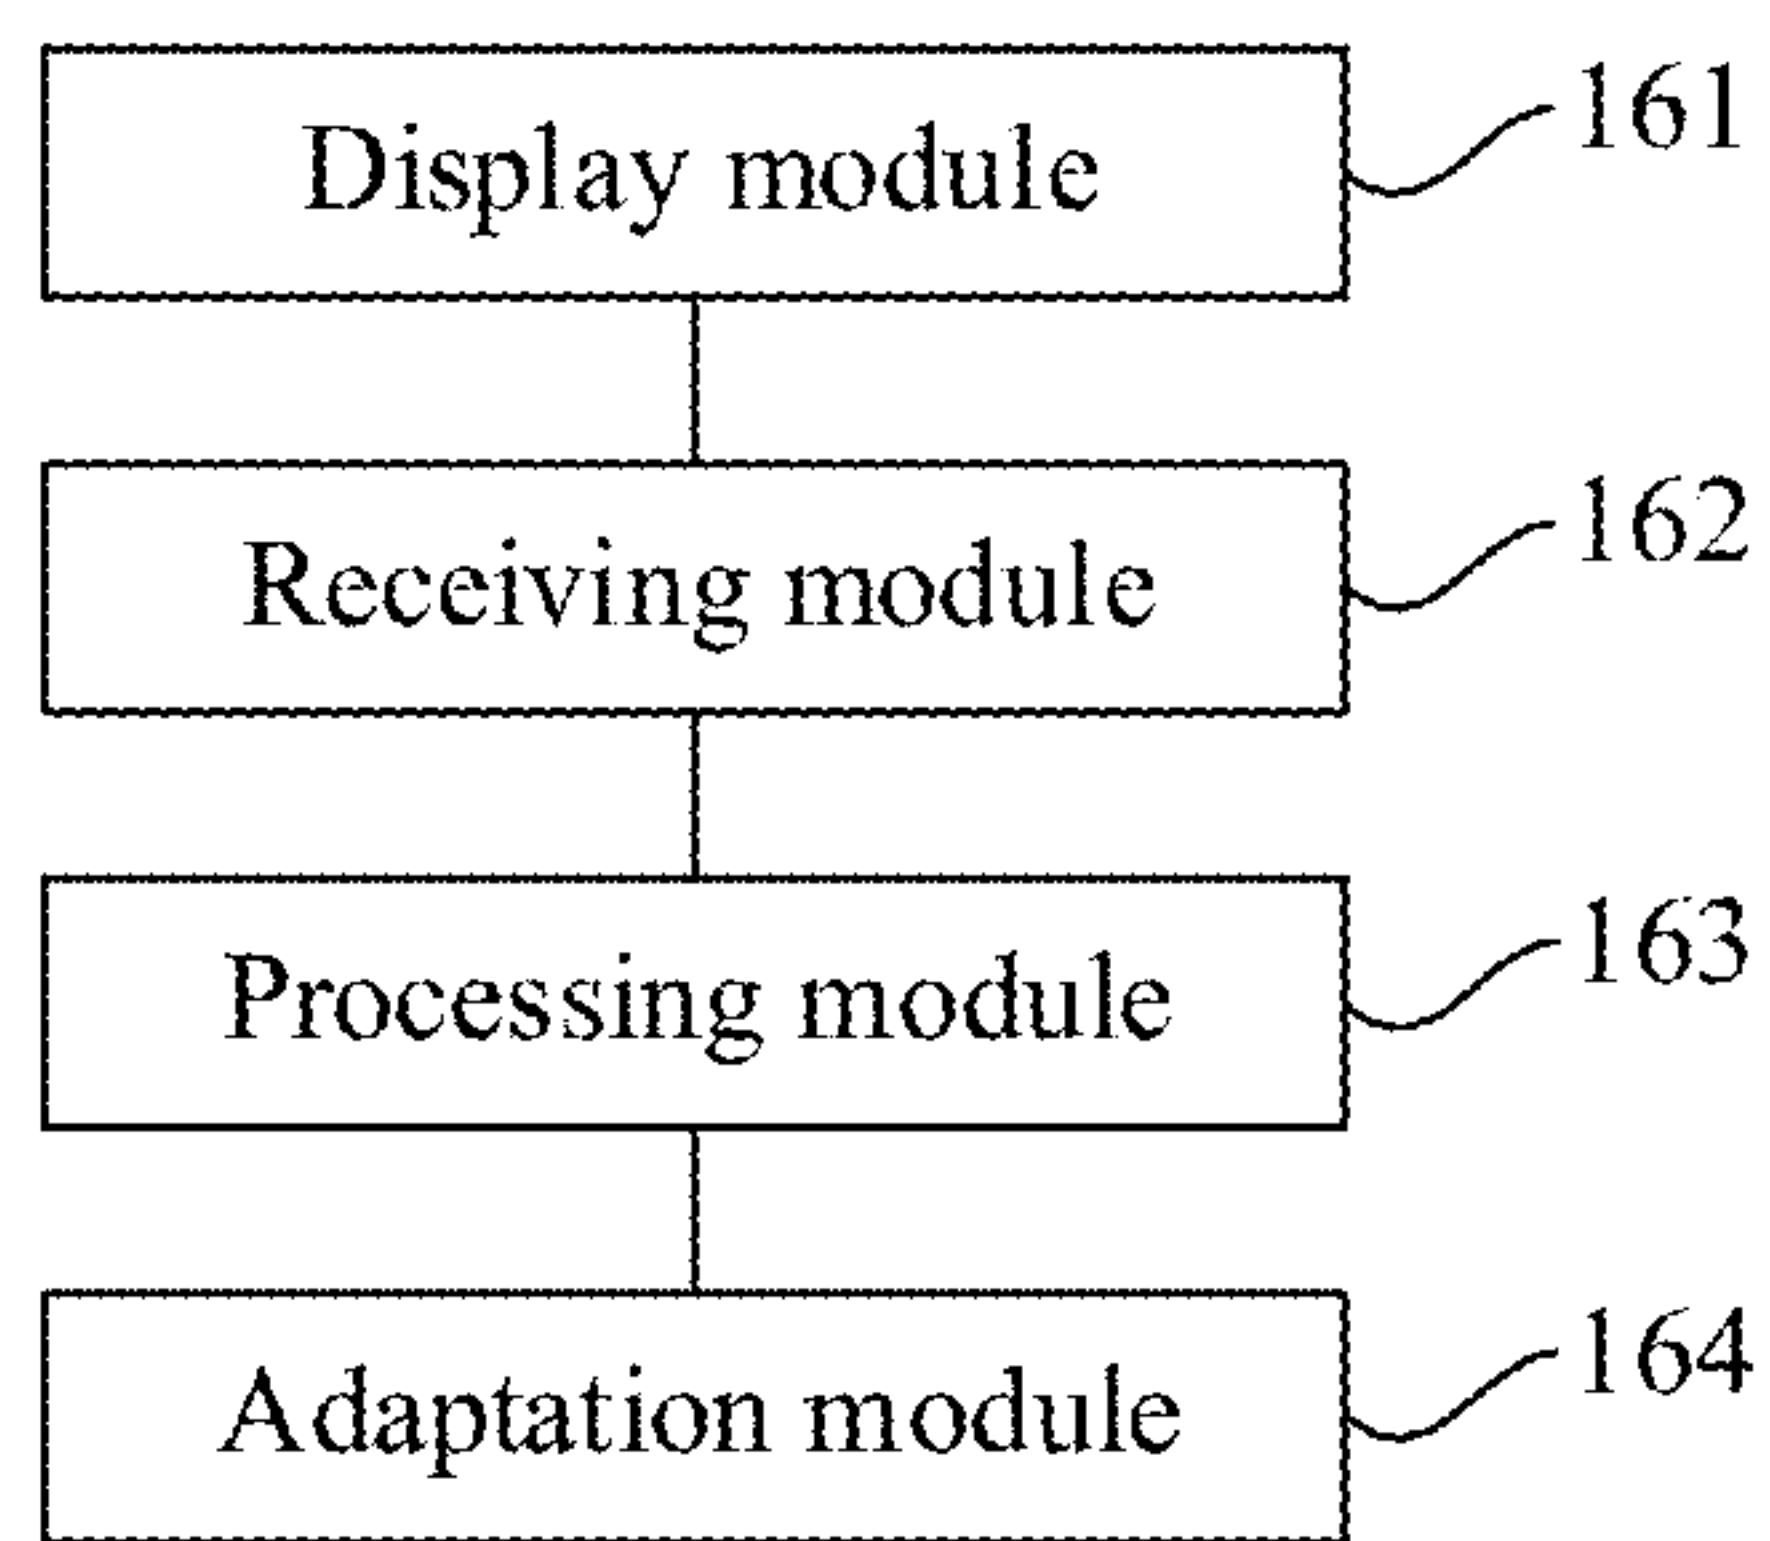 Display module 161
Receiving module 162
Processing module 163
Adaptation module 164